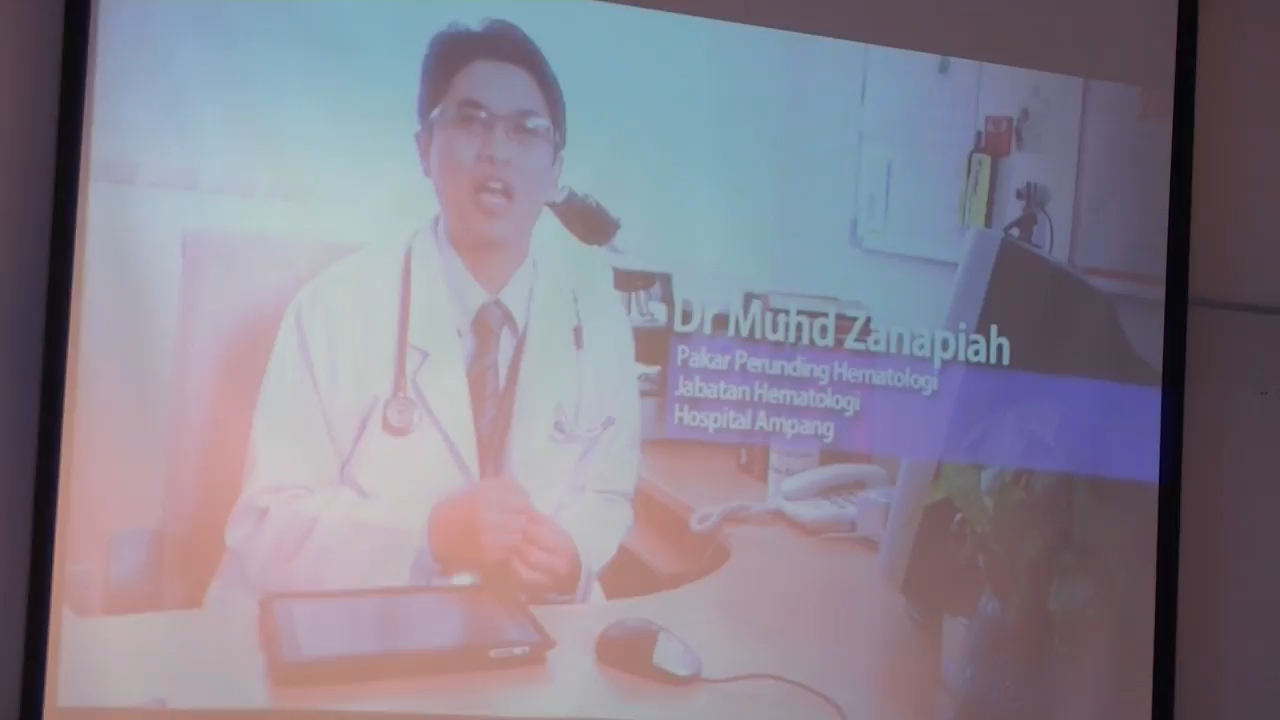 Dr Muhd Zanapiah
Pakar Perunding Hematologi
Jabatan Hematologi
Hospital Ampang